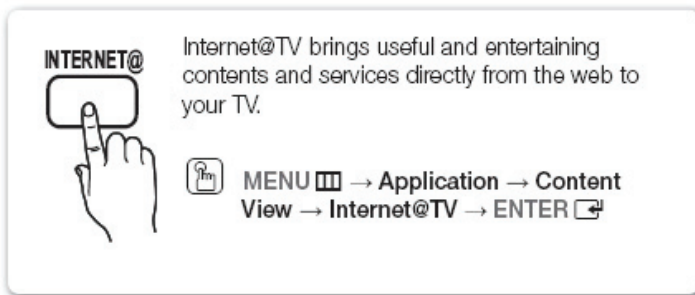 INTERNET@
Internet@TV brings useful and entertaining
contents and services directly from the web to
your TV.
MENU → Application → Content
View → Internet@TV → ENTER